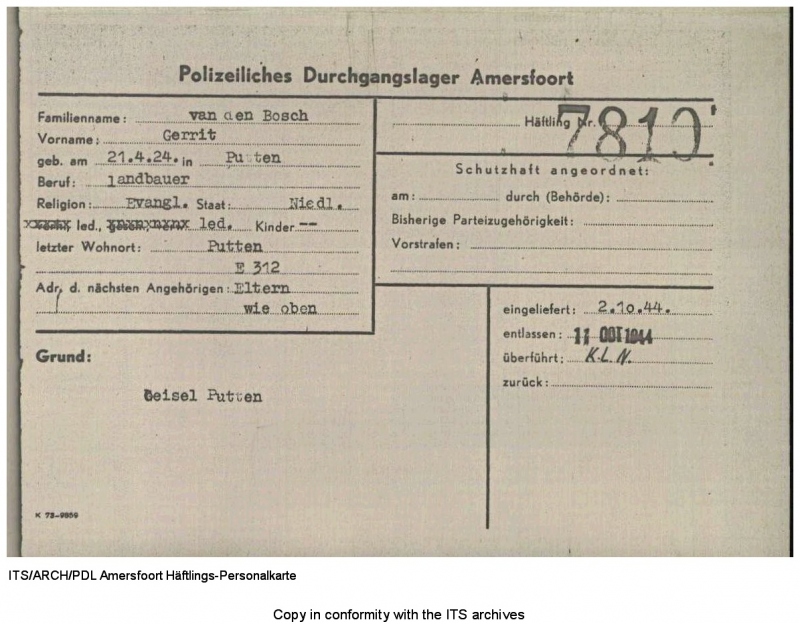 Polizeiliches Durchgangslager Amersfoort
Familienname: van den Bosch
Vorname: Gerrit
geb. am 21.4.24. in Putten
Beruf: landbauer
Religion: Evangl. Staat: Niedl.
led., led. Kinder --
letzter Wohnort: Putten
E 312
Adr. d. nächsten Angehörigen: Eltern
wie oben
Häftling Nr. 7810
Schutzhaft angeordnet:
am: durch (Behörde):
Bisherige Parteizugehörigkeit:
Vorstrafen:
Grund:
Geisel Putten
eingeliefert: 2.10.44.
entlassen: 11 OCT 1944
überführt: K.L.N.
zurück:
K 73-9859
ITS/ARCH/PDL Amersfoort Häftlings-Personalkarte
Copy in conformity with the ITS archives